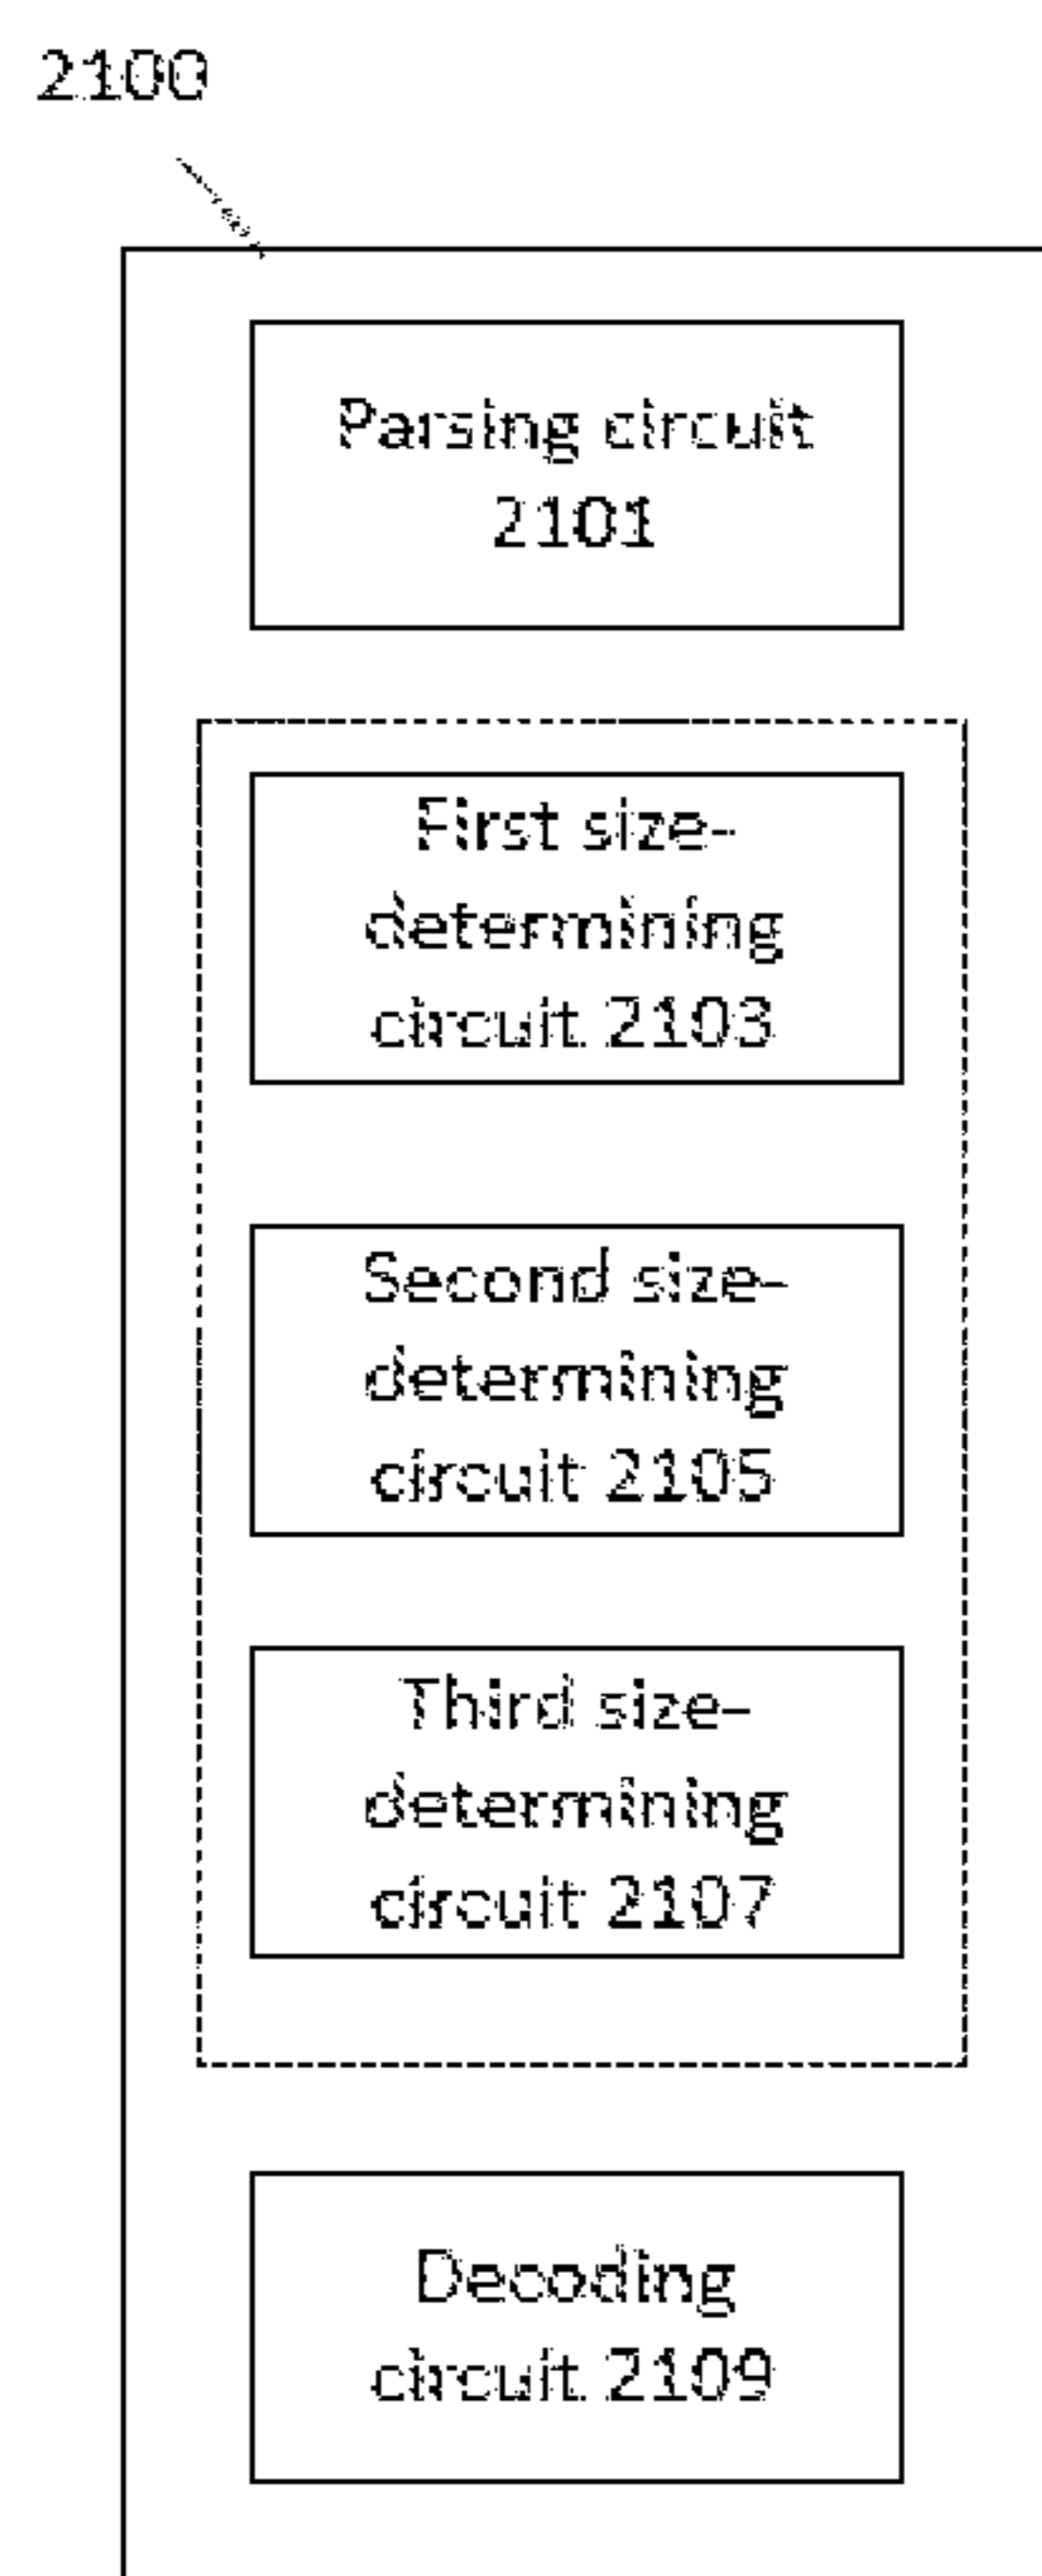 2100
Parsing circuit
2101
First size-
determining
circuit 2103
Second size-
determining
circuit 2105
Third size-
determining
circuit 2107
Decoding
circuit 2109